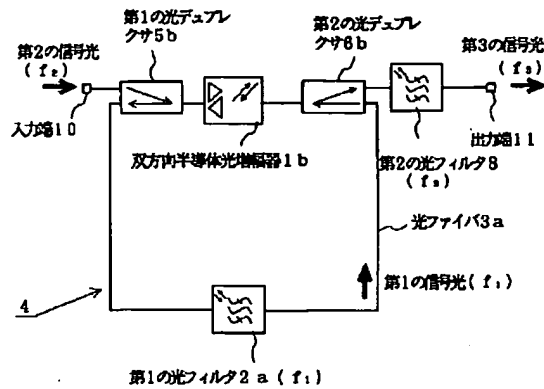 第1の光デュプレ
クサ5b
第2の光デュプレ
クサ6b
第2の信号光
(f₂)
第3の信号光
(f₃)
入力端10
双方向半導体光増幅器1b
出力端11
第2の光フィルタ8
(f₃)
光ファイバ3a
第1の信号光(f₁)
4
第1の光フィルタ2a(f₁)